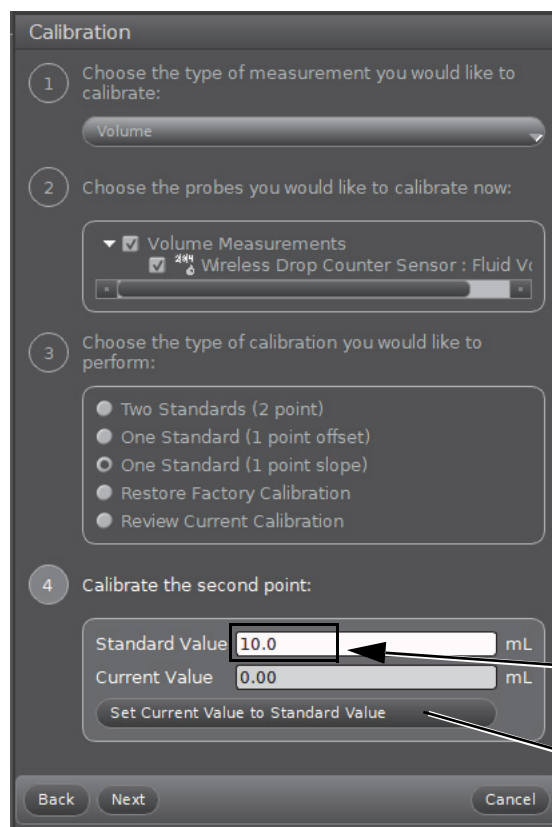 Calibration
1 Choose the type of measurement you would like to
calibrate:
Volume
2 Choose the probes you would like to calibrate now:
Volume Measurements
Wireless Drop Counter Sensor : Fluid Vo
3 Choose the type of calibration you would like to
perform:
Two Standards (2 point)
One Standard (1 point offset)
One Standard (1 point slope)
Restore Factory Calibration
Review Current Calibration
4 Calibrate the second point:
Standard Value 10.0 mL
Current Value 0.00 mL
Set Current Value to Standard Value
Back Next Cancel